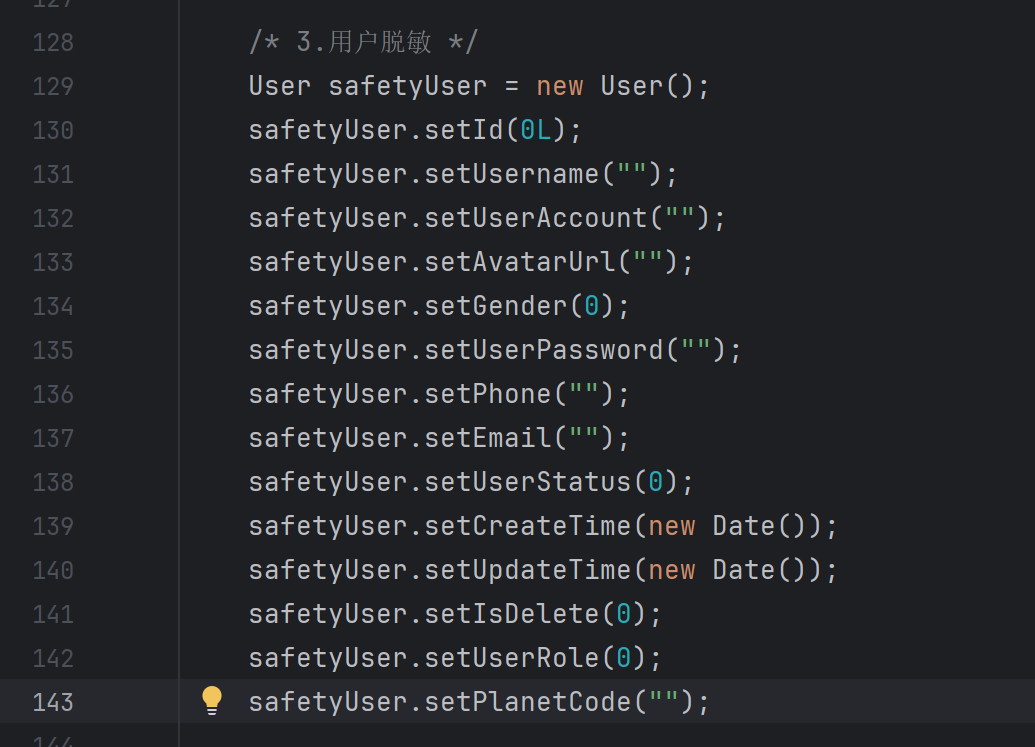 128 /* 3.用户脱敏 */
129 User safetyUser = new User();
130 safetyUser.setId(0L);
131 safetyUser.setUsername("");
132 safetyUser.setUserAccount("");
133 safetyUser.setAvatarUrl("");
134 safetyUser.setGender(0);
135 safetyUser.setUserPassword("");
136 safetyUser.setPhone("");
137 safetyUser.setEmail("");
138 safetyUser.setUserStatus(0);
139 safetyUser.setCreateTime(new Date());
140 safetyUser.setUpdateTime(new Date());
141 safetyUser.setIsDelete(0);
142 safetyUser.setUserRole(0);
143 safetyUser.setPlanetCode("");